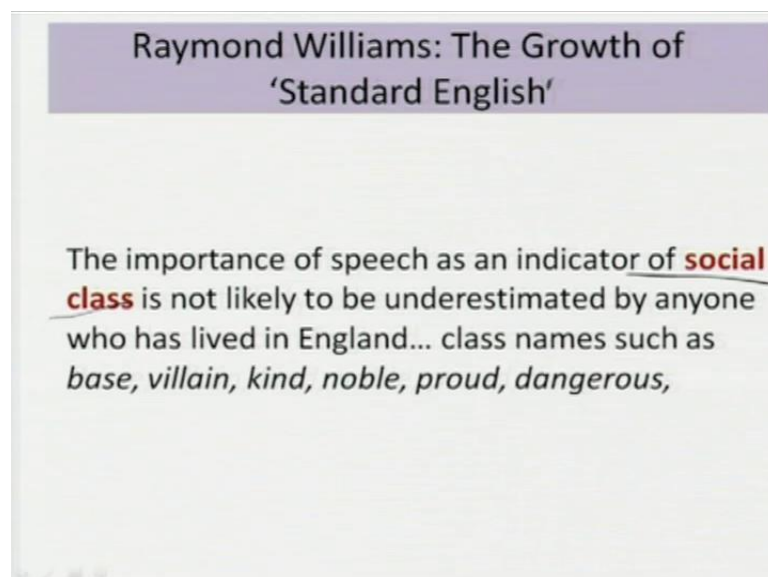 Raymond Williams: The Growth of
‘Standard English’
The importance of speech as an indicator of social
class is not likely to be underestimated by anyone
who has lived in England... class names such as
base, villain, kind, noble, proud, dangerous,